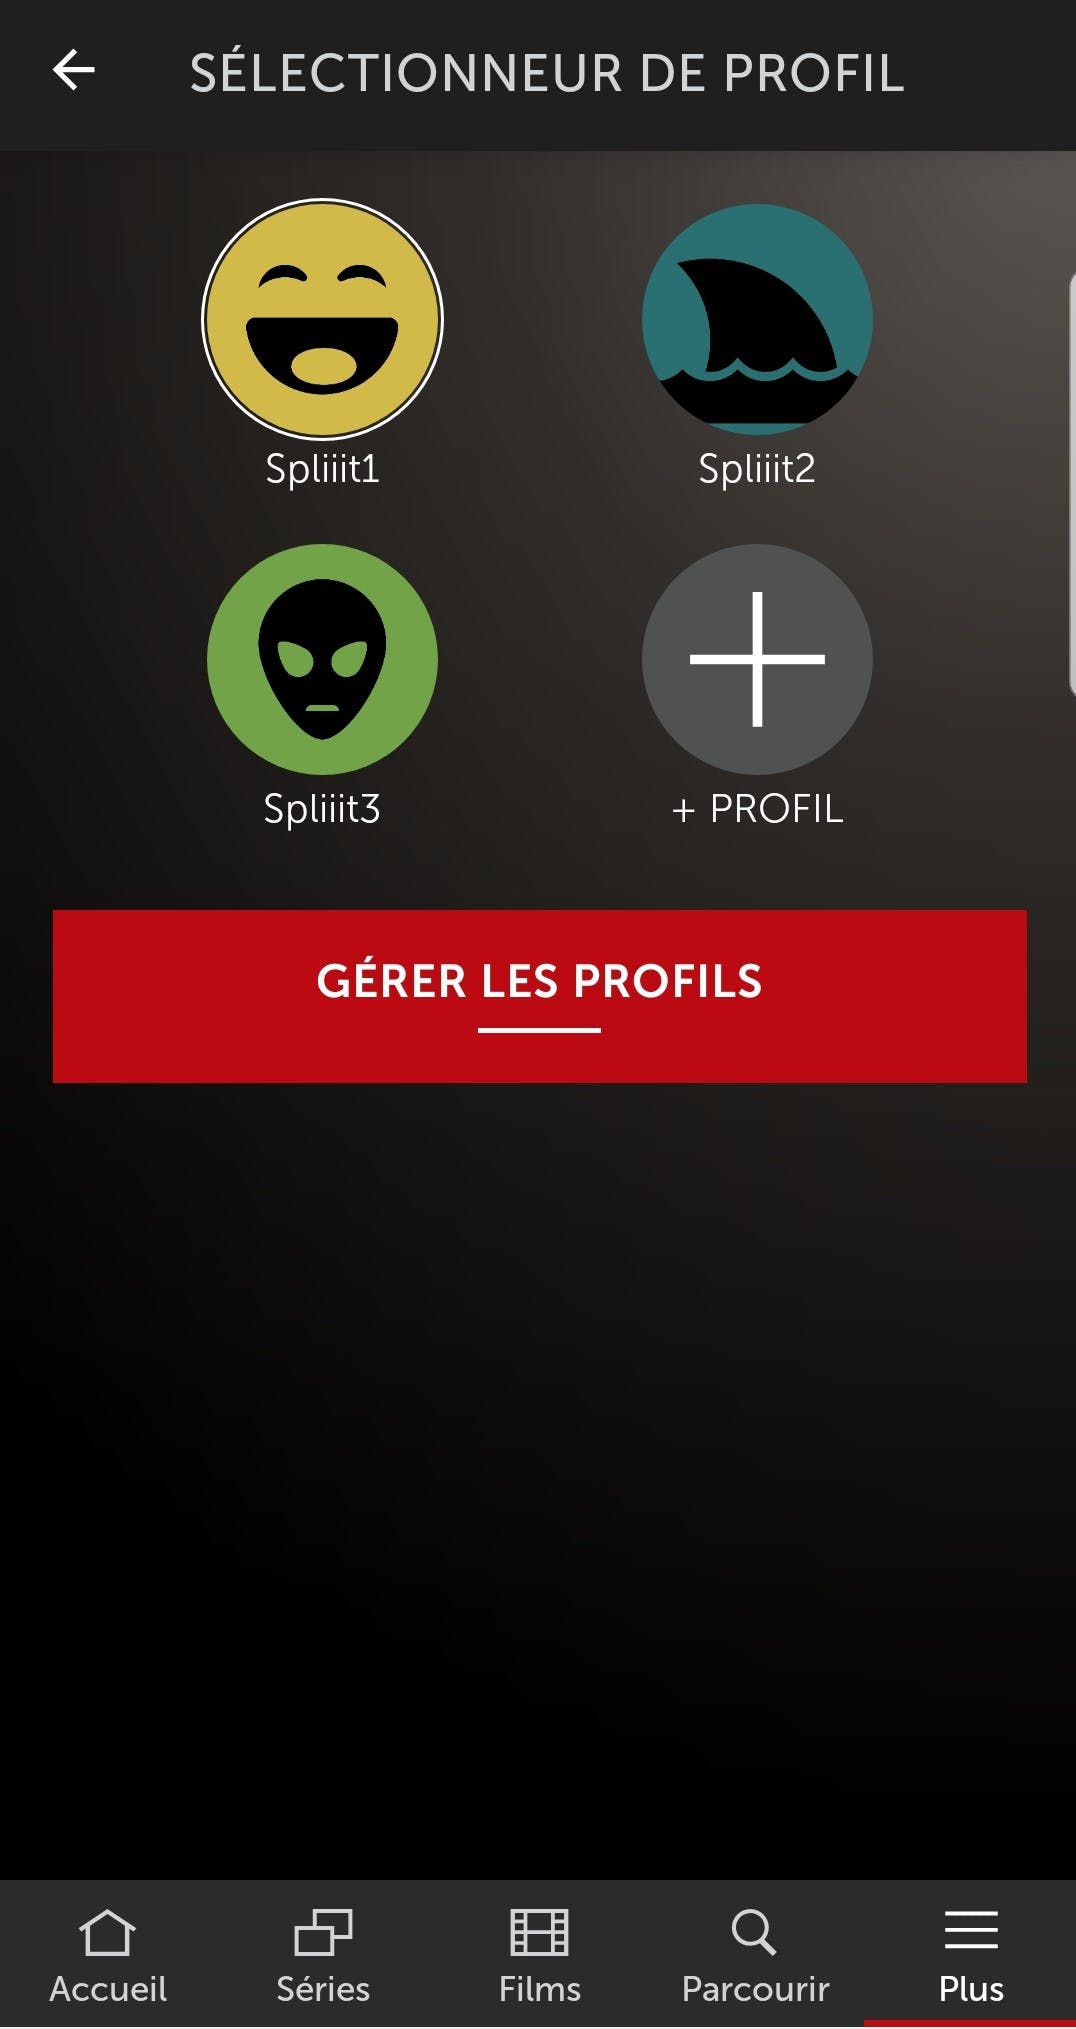 SÉLECTIONNEUR DE PROFIL
Spliiit1
Spliiit2
Spliiit3
+ PROFIL
GÉRER LES PROFILS
Accueil
Séries
Films
Parcourir
Plus